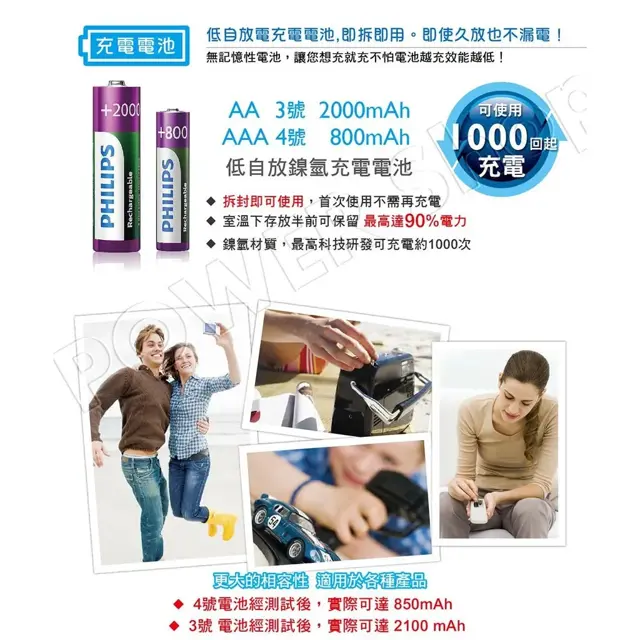 充電電池
低自放電充電電池,即拆即用。即使久放也不漏電!
無記憶性電池,讓您想充就充不怕電池越充效能越低!
+2000
PHILIPS
Rechargeable
+800
PHILIPS
Rechargeable
AA 3號 2000mAh
AAA 4號 800mAh
低自放鎳氫充電電池
可使用
1000回起
充電
◆ 拆封即可使用,首次使用不需再充電
◆ 室溫下存放半前可保留 最高達90%電力
◆ 鎳氫材質,最高科技研發可充電約1000次
POWER Shop
54
更大的相容性 適用於各種產品
◆ 4號電池經測試後,實際可達 850mAh
◆ 3號 電池經測試後,實際可達 2100 mAh